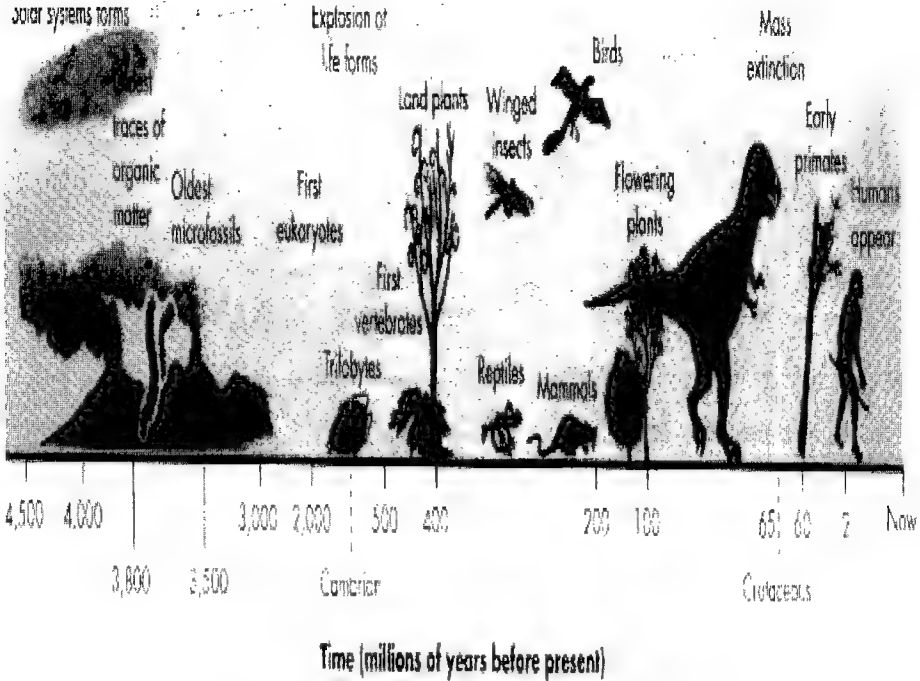 Solar systems forms
Oldest
traces of
organic
matter
Oldest
microfossils
First
eukaryotes
Explosion of
life forms
Trilobytes
First
vertebrates
Land plants
Winged
insects
Reptiles
Birds
Mammals
Flowering
plants
Mass
extinction
Early
primates
Humans
appear
4,500
4,000
3,800
3,500
3,000
2,000
Cambrian
500
400
200
100
65
Crutaceous
60
2
Now
Time (millions of years before present)